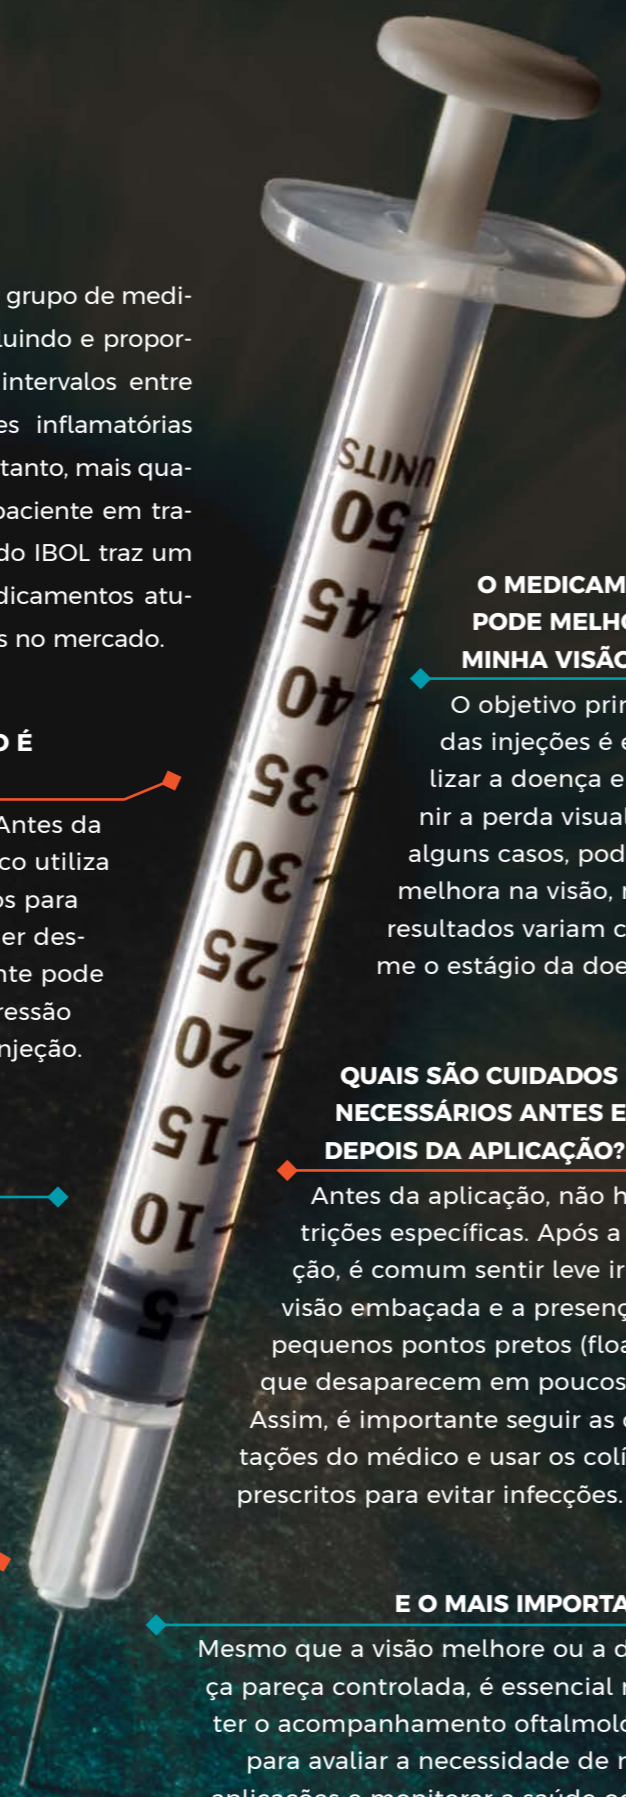 grupo de medi-
luindo e propor-
intervalos entre
es inflamatórias
tanto, mais qua-
paciente em tra-
do IBOL traz um
dicamentos atu-
s no mercado.
O É
Antes da
co utiliza
os para
er des-
nte pode
ressão
njeção.
UNITS
50
45
40
35
30
25
20
15
10
5
O MEDICAM
PODE MELHO
MINHA VISÃO
O objetivo prin
das injeções é e
lizar a doença e
nir a perda visual
alguns casos, pod
melhora na visão,
resultados variam c
me o estágio da doe
QUAIS SÃO CUIDADOS
NECESSÁRIOS ANTES E
DEPOIS DA APLICAÇÃO?
Antes da aplicação, não h
trições específicas. Após a
ção, é comum sentir leve ir
visão embaçada e a presenç
pequenos pontos pretos (floa
que desaparecem em poucos
Assim, é importante seguir as
tações do médico e usar os colí
prescritos para evitar infecções.
E O MAIS IMPORTA
Mesmo que a visão melhore ou a d
ça pareça controlada, é essencial
ter o acompanhamento oftalmoló
para avaliar a necessidade de
aplicações e monitorar a saúde